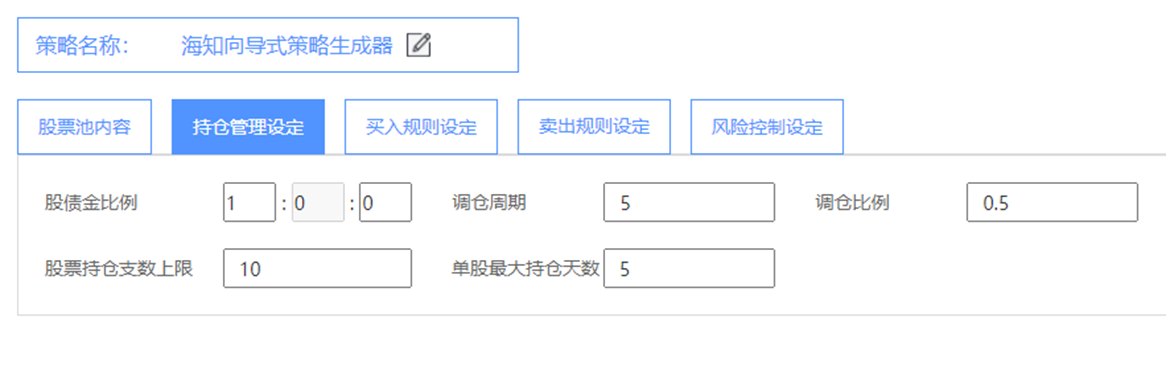 策略名称： 海知向导式策略生成器
股票池内容 持仓管理设定 买入规则设定 卖出规则设定 风险控制设定
股债金比例 1 : 0 : 0 调仓周期 5 调仓比例 0.5
股票持仓支数上限 10 单股最大持仓天数 5